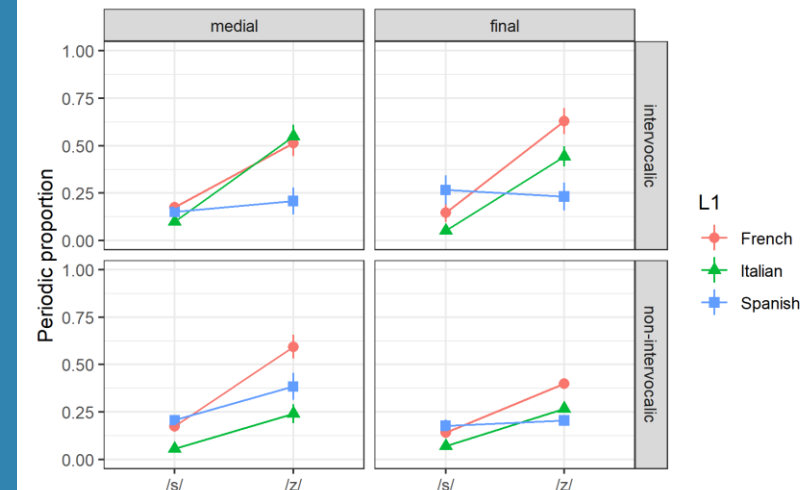 medial
final
1.00
0.75
0.50
0.25
0.00
intervocalic
1.00
0.75
0.50
0.25
0.00
non-intervocalic
Periodic proportion
/s/
/z/
/s/
/z/
L1
French
Italian
Spanish